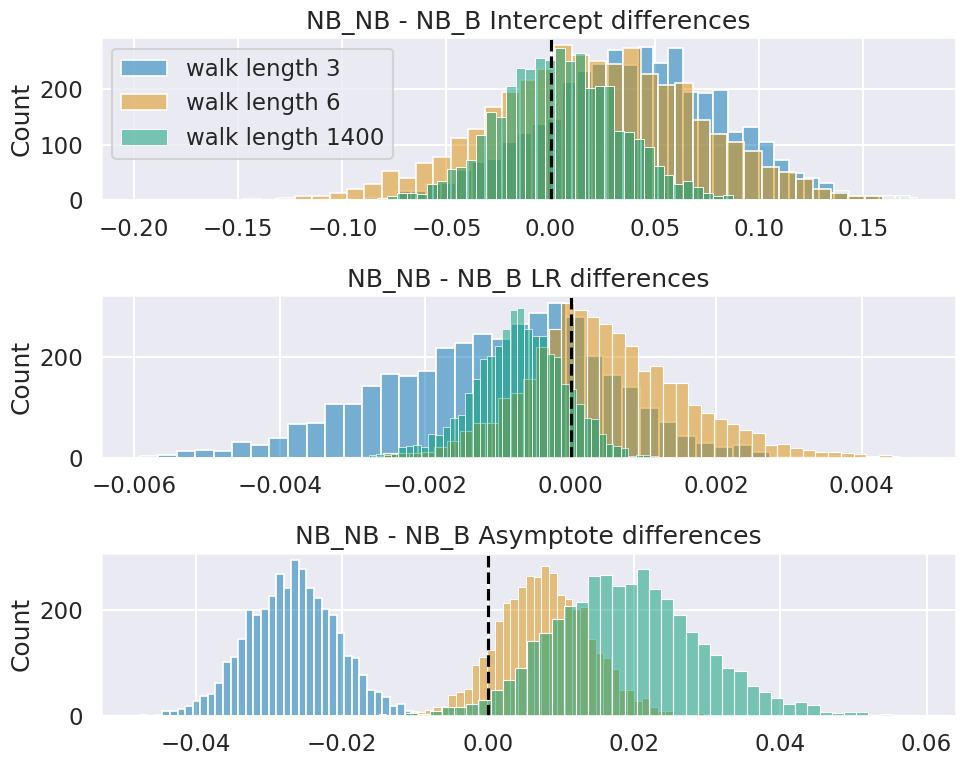 NB_NB - NB_B Intercept differences
walk length 3
walk length 6
walk length 1400
Count
200
100
0
−0.20 −0.15 −0.10 −0.05 0.00 0.05 0.10 0.15
NB_NB - NB_B LR differences
Count
200
0
−0.006 −0.004 −0.002 0.000 0.002 0.004
NB_NB - NB_B Asymptote differences
Count
200
0
−0.04 −0.02 0.00 0.02 0.04 0.06